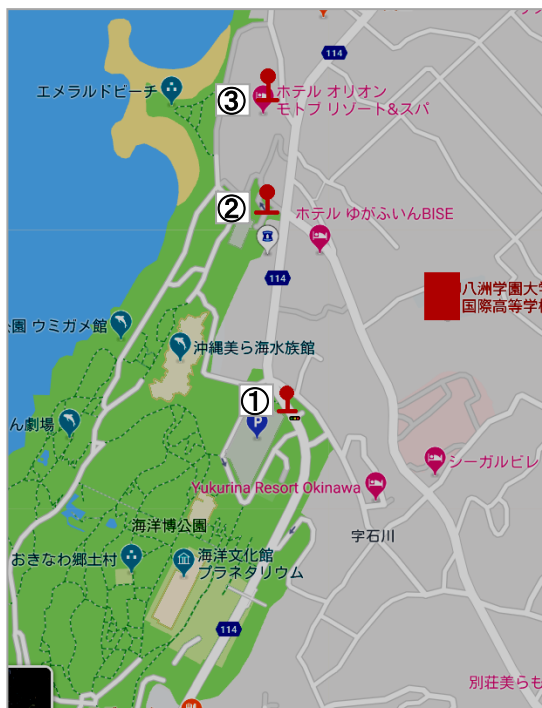 114
エメラルドビーチ
③
ホテル オリオン
モトブ リゾート&スパ
②
ホテル ゆがふいんBISE
114
八洲学園大学
国際高等学校
公園 ウミガメ館
沖縄美ら海水族館
①
P
ん劇場
シーガルビレ
Yukurina Resort Okinawa
海洋博公園
字石川
おきなわ郷土村
海洋文化館
プラネタリウム
114
別荘美らも